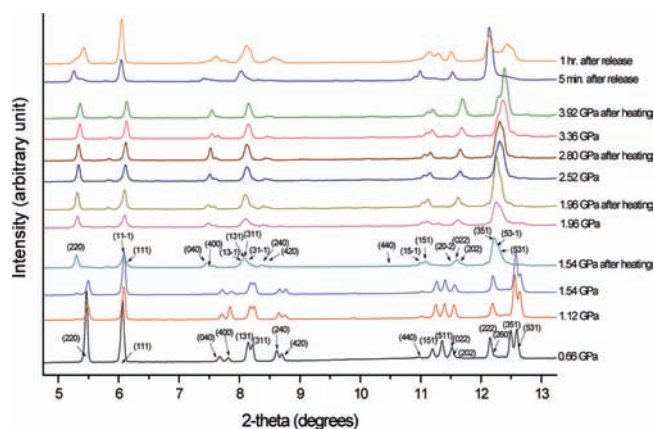 1 hr. after release
5 min. after release
3.92 GPa after heating
3.36 GPa
2.80 GPa after heating
2.52 GPa
1.96 GPa after heating
1.96 GPa
(220) (11-1) (111) (040) (400) (13-1) (131) (311) (31-1) (240) (420) (440) (15-1) (151) (20-2) (022) (202) (351) (53-1) (531)
1.54 GPa after heating
1.54 GPa
1.12 GPa
(220) (111) (040) (400) (131) (311) (240) (420) (440) (151) (511) (022) (202) (222) (260) (351) (531)
0.66 GPa
5 6 7 8 9 10 11 12 13
2-theta (degrees)
Intensity (arbitrary unit)